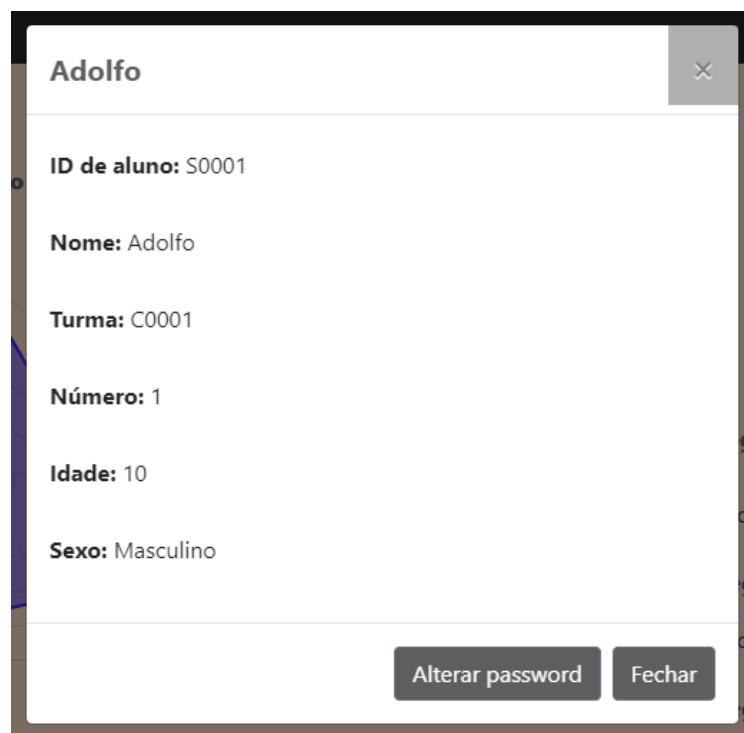 Adolfo
×
ID de aluno: S0001
Nome: Adolfo
Turma: C0001
Número: 1
Idade: 10
Sexo: Masculino
Alterar password Fechar